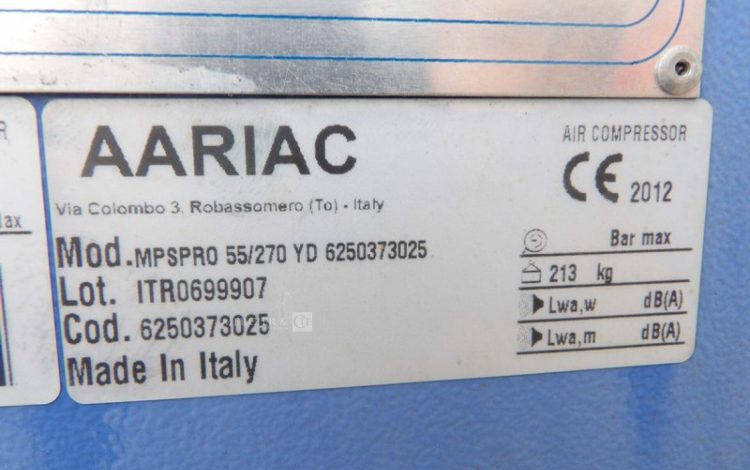 R
ax
AARIAC
Via Colombo 3, Robassomero (To) - Italy
Mod. MPSPRO 55/270 YD 6250373025
Lot. ITR0699907
Cod. 6250373025
Made In Italy
AIR COMPRESSOR
CE 2012
Bar max
213 kg
Lwa,w dB(A)
Lwa,m dB(A)